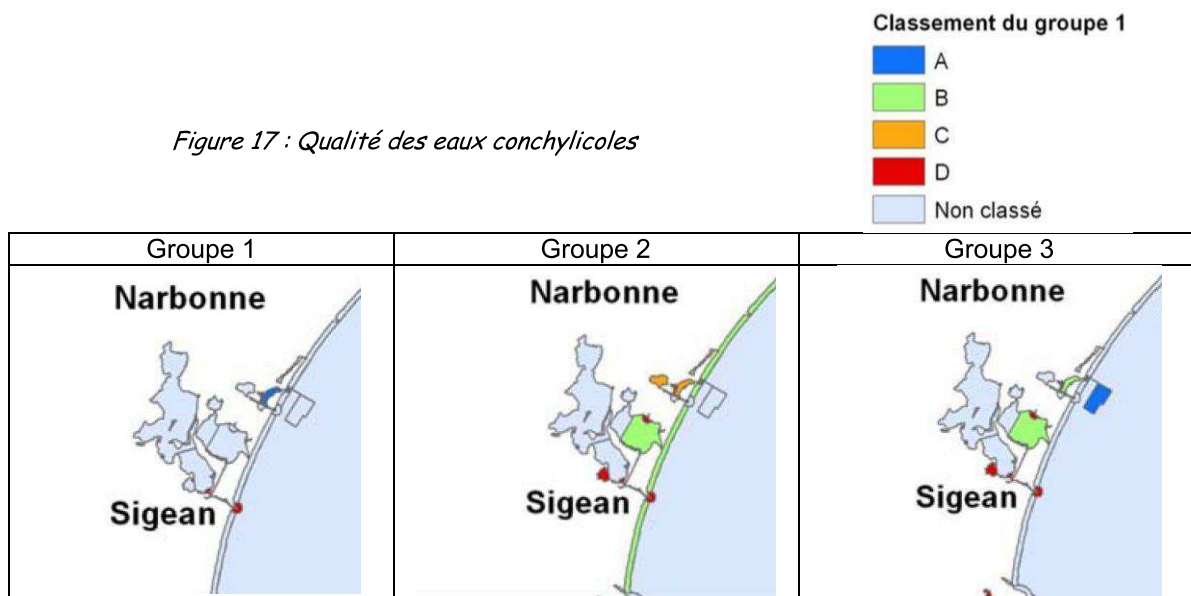 Classement du groupe 1
A
B
C
D
Non classé
Figure 17 : Qualité des eaux conchylicoles
Groupe 1
Groupe 2
Groupe 3
Narbonne
Sigean
Narbonne
Sigean
Narbonne
Sigean